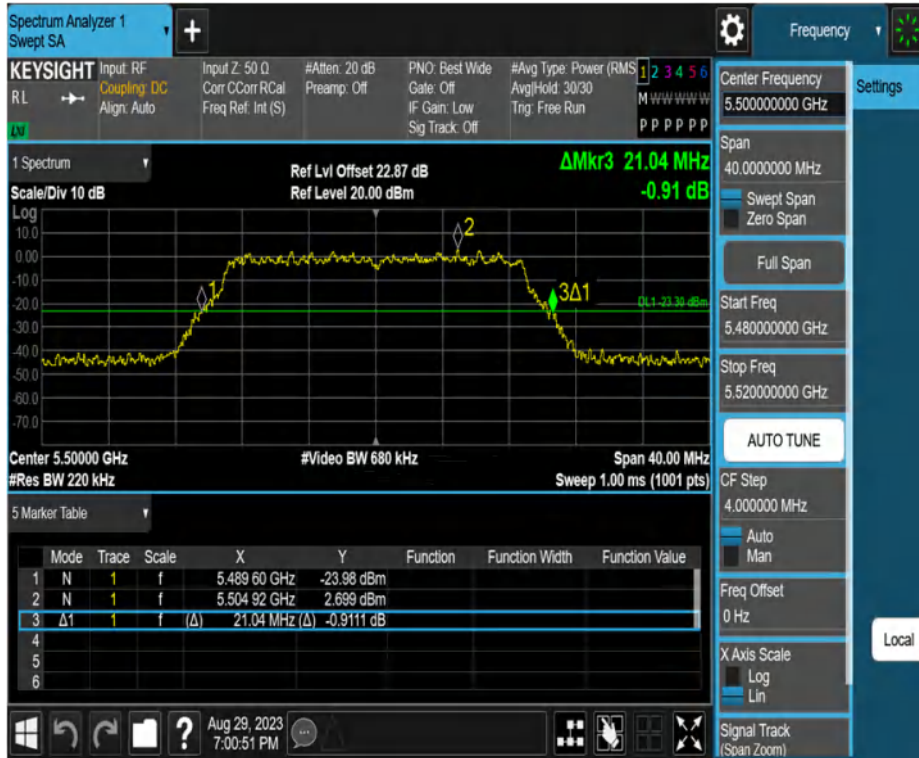 Spectrum Analyzer 1
Swept SA
Frequency
KEYSIGHT
RL
LXI
Input: RF
Coupling: DC
Align: Auto
Input Z: 50 Ω
Corr CCorr RCal
Freq Ref: Int (S)
#Atten: 20 dB
Preamp: Off
PNO: Best Wide
Gate: Off
IF Gain: Low
Sig Track: Off
#Avg Type: Power (RMS
Avg|Hold: 30/30
Trig: Free Run
1 2 3 4 5 6
M W W W W W
P P P P P P
1 Spectrum
Scale/Div 10 dB
Ref Lvl Offset 22.87 dB
Ref Level 20.00 dBm
ΔMkr3 21.04 MHz
-0.91 dB
Log
10.0
0.00
-10.0
-20.0
-30.0
-40.0
-50.0
-60.0
-70.0
1
2
3Δ1
DL1 -23.30 dBm
Center 5.50000 GHz
#Video BW 680 kHz
Span 40.00 MHz
#Res BW 220 kHz
Sweep 1.00 ms (1001 pts)
5 Marker Table
Mode Trace Scale X Y Function Function Width Function Value
1 N 1 f 5.489 60 GHz -23.98 dBm
2 N 1 f 5.504 92 GHz 2.699 dBm
3 Δ1 1 f (Δ) 21.04 MHz (Δ) -0.9111 dB
4
5
6
Aug 29, 2023
7:00:51 PM
Center Frequency
5.500000000 GHz
Settings
Span
40.0000000 MHz
Swept Span
Zero Span
Full Span
Start Freq
5.480000000 GHz
Stop Freq
5.520000000 GHz
AUTO TUNE
CF Step
4.000000 MHz
Auto
Man
Freq Offset
0 Hz
Local
X Axis Scale
Log
Lin
Signal Track
(Span Zoom)